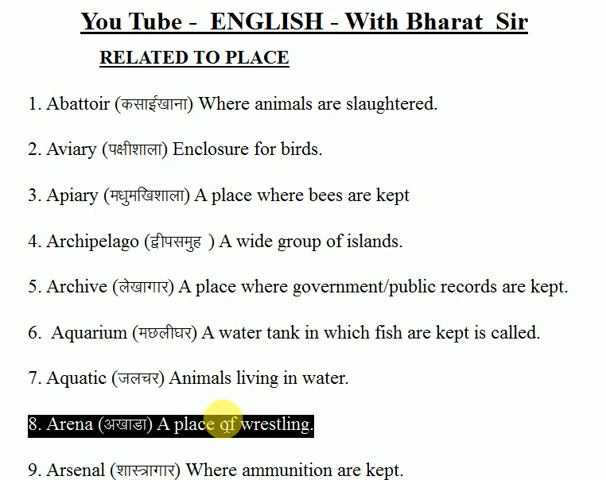 You Tube - ENGLISH - With Bharat Sir
RELATED TO PLACE
1. Abattoir (कसाईखाना) Where animals are slaughtered.
2. Aviary (पक्षीशाला) Enclosure for birds.
3. Apiary (मधुमखिशाला) A place where bees are kept
4. Archipelago (द्वीपसमुह ) A wide group of islands.
5. Archive (लेखागार) A place where government/public records are kept.
6. Aquarium (मछलीघर) A water tank in which fish are kept is called.
7. Aquatic (जलचर) Animals living in water.
8. Arena (अखाडा) A place of wrestling.
9. Arsenal (शास्त्रागार) Where ammunition are kept.